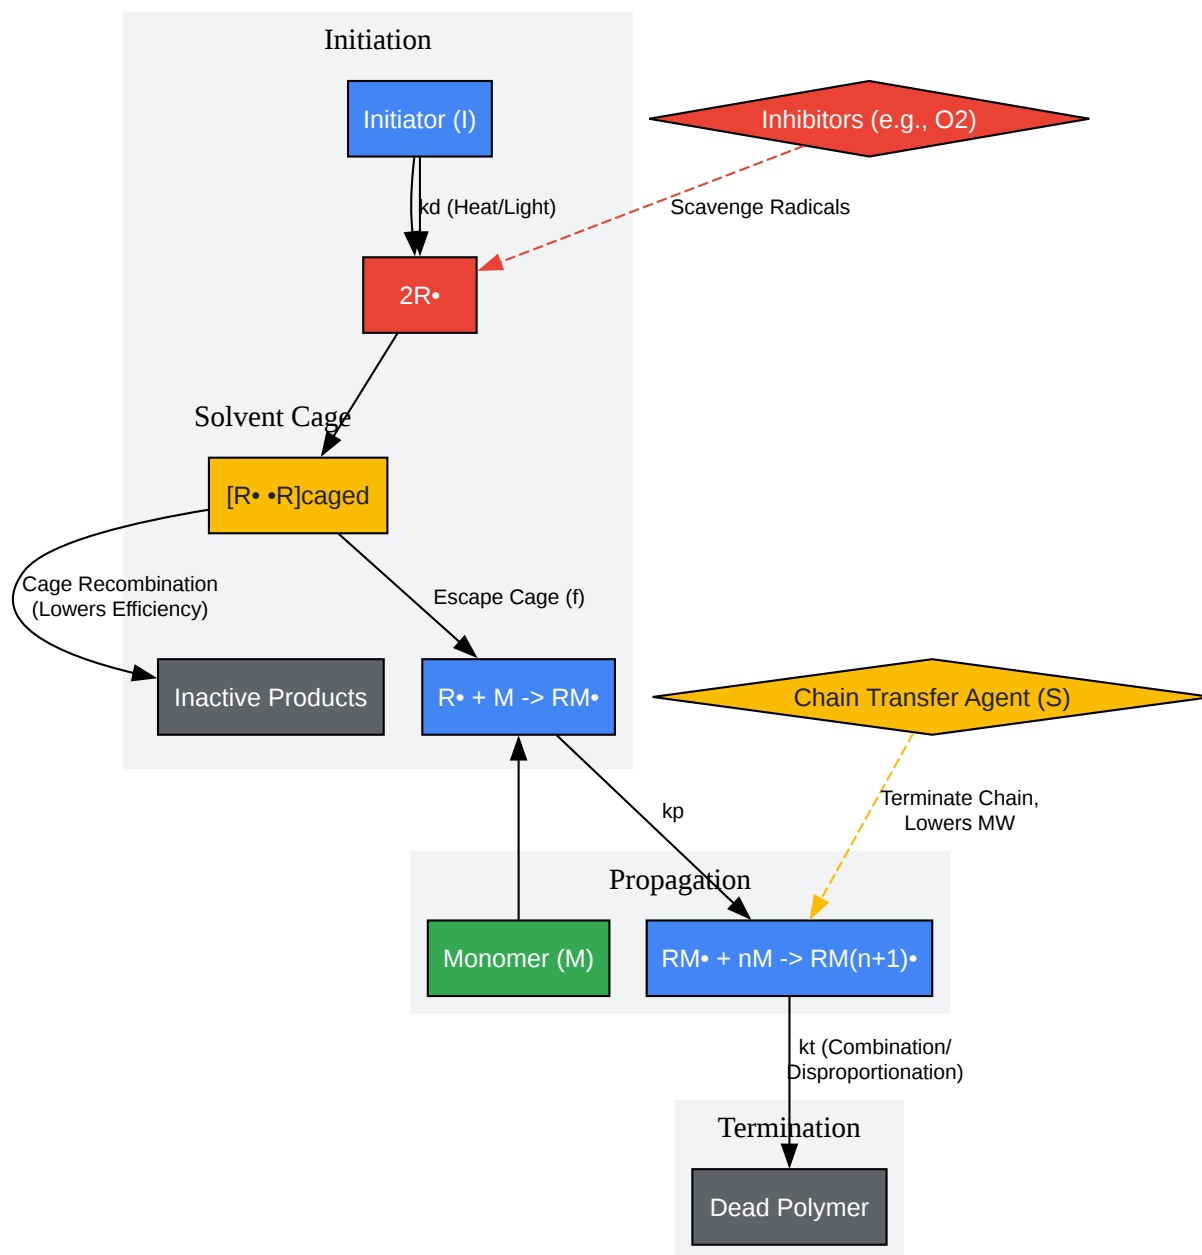 Initiation
Initiator (I)
Inhibitors (e.g., O2)
kd (Heat/Light)
Scavenge Radicals
2R•
Solvent Cage
[R• •R]caged
Cage Recombination
(Lowers Efficiency)
Escape Cage (f)
Inactive Products
R• + M -> RM•
Chain Transfer Agent (S)
kp
Terminate Chain,
Lowers MW
Propagation
Monomer (M)
RM• + nM -> RM(n+1)•
kt (Combination/
Disproportionation)
Termination
Dead Polymer